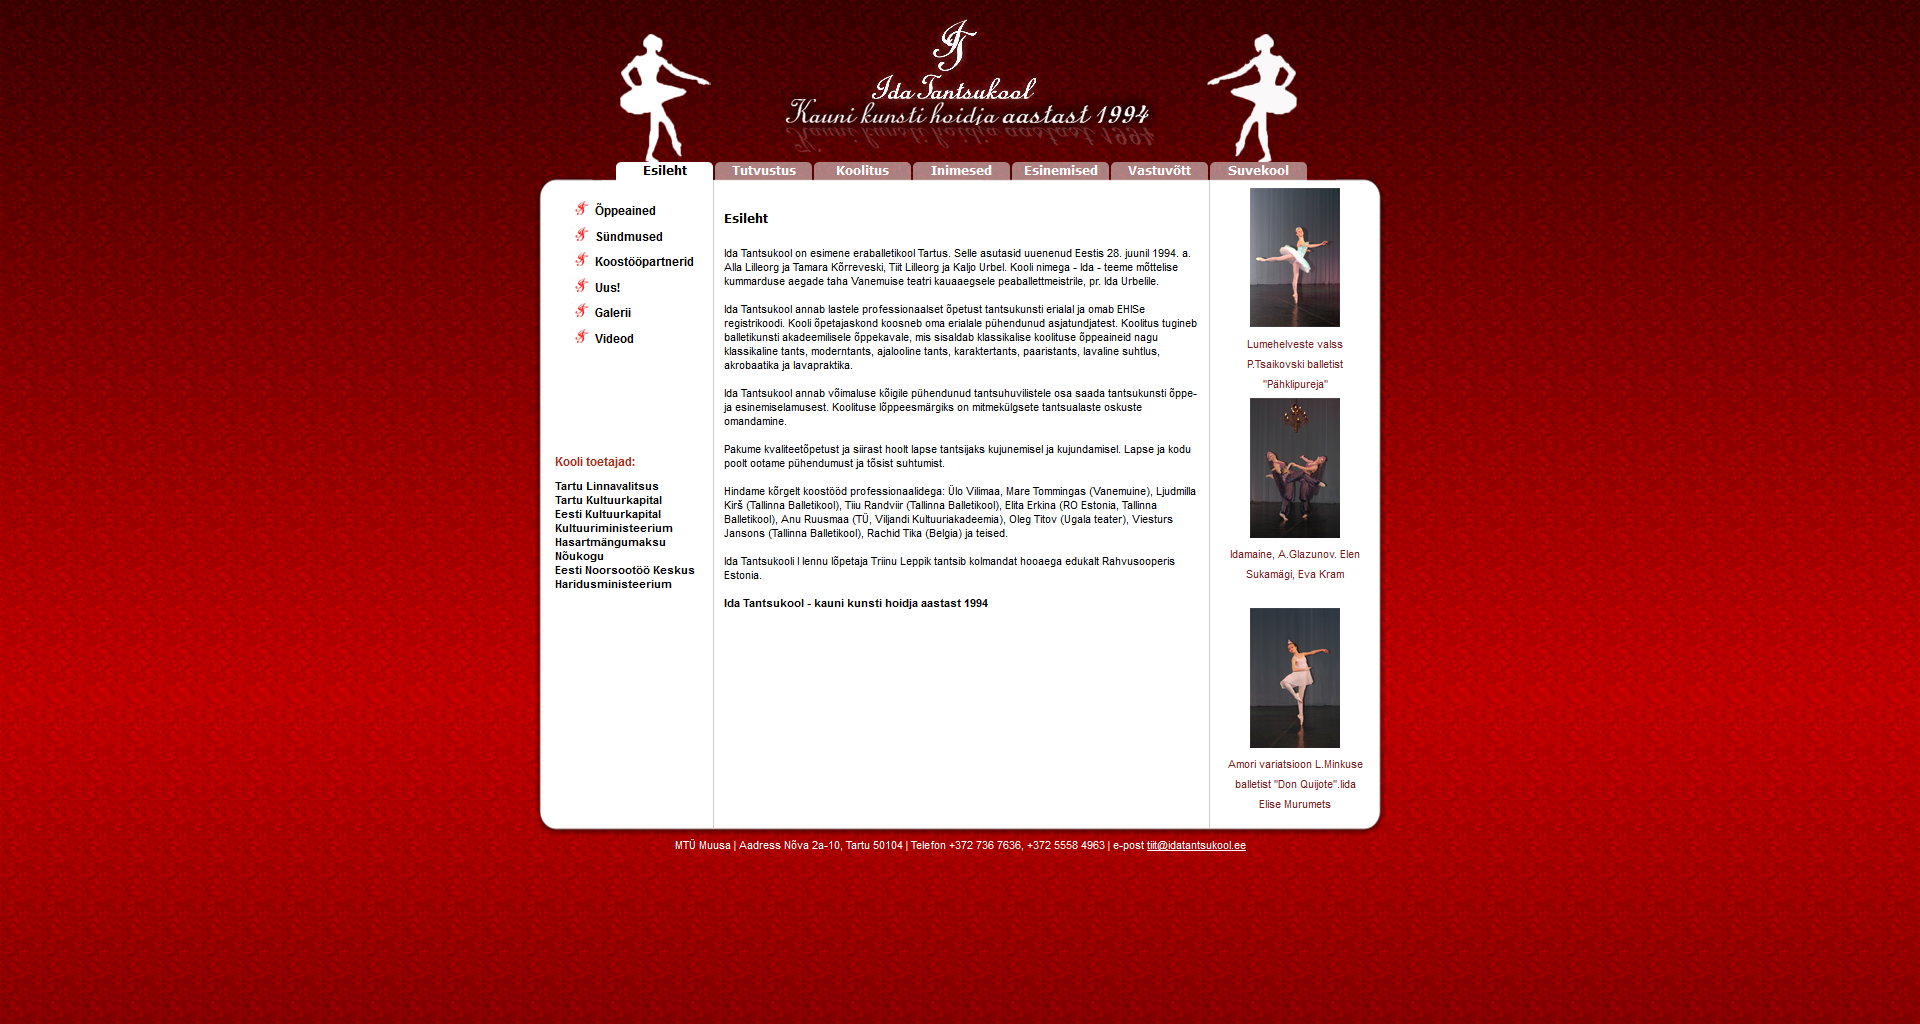 Ida Tantsukool
Kauni kunsti hoidja aastast 1994
Esileht
Tutvustus
Koolitus
Inimesed
Esinemised
Vastuvõtt
Suvekool
Õppeained
Sündmused
Koostööpartnerid
Uus!
Galerii
Videod
Kooli toetajad:
Tartu Linnavalitsus
Tartu Kultuurkapital
Eesti Kultuurkapital
Kultuuriministeerium
Hasartmängumaksu
Nõukogu
Eesti Noorsootöö Keskus
Haridusministeerium
Esileht
Ida Tantsukool on esimene eraballetikool Tartus. Selle asutasid uuenenud Eestis 28. juunil 1994. a.
Alla Lilleorg ja Tamara Kõrreveski, Tiit Lilleorg ja Kaljo Urbel. Kooli nimega - Ida - teeme mõttelise
kummarduse aegade taha Vanemuise teatri kauaaegsele peaballettmeistrile, pr. Ida Urbelile.
Ida Tantsukool annab lastele professionaalset õpetust tantsukunsti erialal ja omab EHISe
registrikoodi. Kooli õpetajaskond koosneb oma erialale pühendunud asjatundjatest. Koolitus tugineb
balletikunsti akadeemilisele õppekavale, mis sisaldab klassikalise koolituse õppeaineid nagu
klassikaline tants, moderntants, ajalooline tants, karaktertants, paaristants, lavaline suhtlus,
akrobaatika ja lavapraktika.
Ida Tantsukool annab võimaluse kõigile pühendunud tantsuhuvilistele osa saada tantsukunsti õppe-
ja esinemiselamusest. Koolituse lõppeesmärgiks on mitmekülgsete tantsualaste oskuste
omandamine.
Pakume kvaliteetõpetust ja siirast hoolt lapse tantsijaks kujunemisel ja kujundamisel. Lapse ja kodu
poolt ootame pühendumust ja tõsist suhtumist.
Hindame kõrgelt koostööd professionaalidega: Ülo Vilimaa, Mare Tommingas (Vanemuine), Ljudmilla
Kirš (Tallinna Balletikool), Tiiu Randviir (Tallinna Balletikool), Elita Erkina (RO Estonia, Tallinna
Balletikool), Anu Ruusmaa (TÜ, Viljandi Kultuuriakadeemia), Oleg Titov (Ugala teater), Viesturs
Jansons (Tallinna Balletikool), Rachid Tika (Belgia) ja teised.
Ida Tantsukooli I lennu lõpetaja Triinu Leppik tantsib kolmandat hooaega edukalt Rahvusooperis
Estonia.
Ida Tantsukool - kauni kunsti hoidja aastast 1994
Lumehelveste valss
P.Tsaikovski balletist
"Pähklipureja"
Idamaine, A.Glazunov. Elen
Sukamägi, Eva Kram
Amori variatsioon L.Minkuse
balletist "Don Quijote".Iida
Elise Murumets
MTÜ Muusa | Aadress Nõva 2a-10, Tartu 50104 | Telefon +372 736 7636, +372 5558 4963 | e-post tiit@idatantsukool.ee